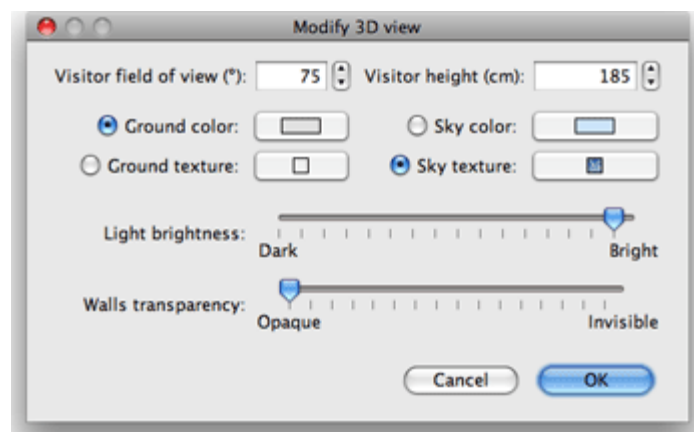 Modify 3D view
Visitor field of view (°): 75 Visitor height (cm): 185
Ground color: Sky color:
Ground texture: Sky texture:
Light brightness:
Dark Bright
Walls transparency:
Opaque Invisible
Cancel OK